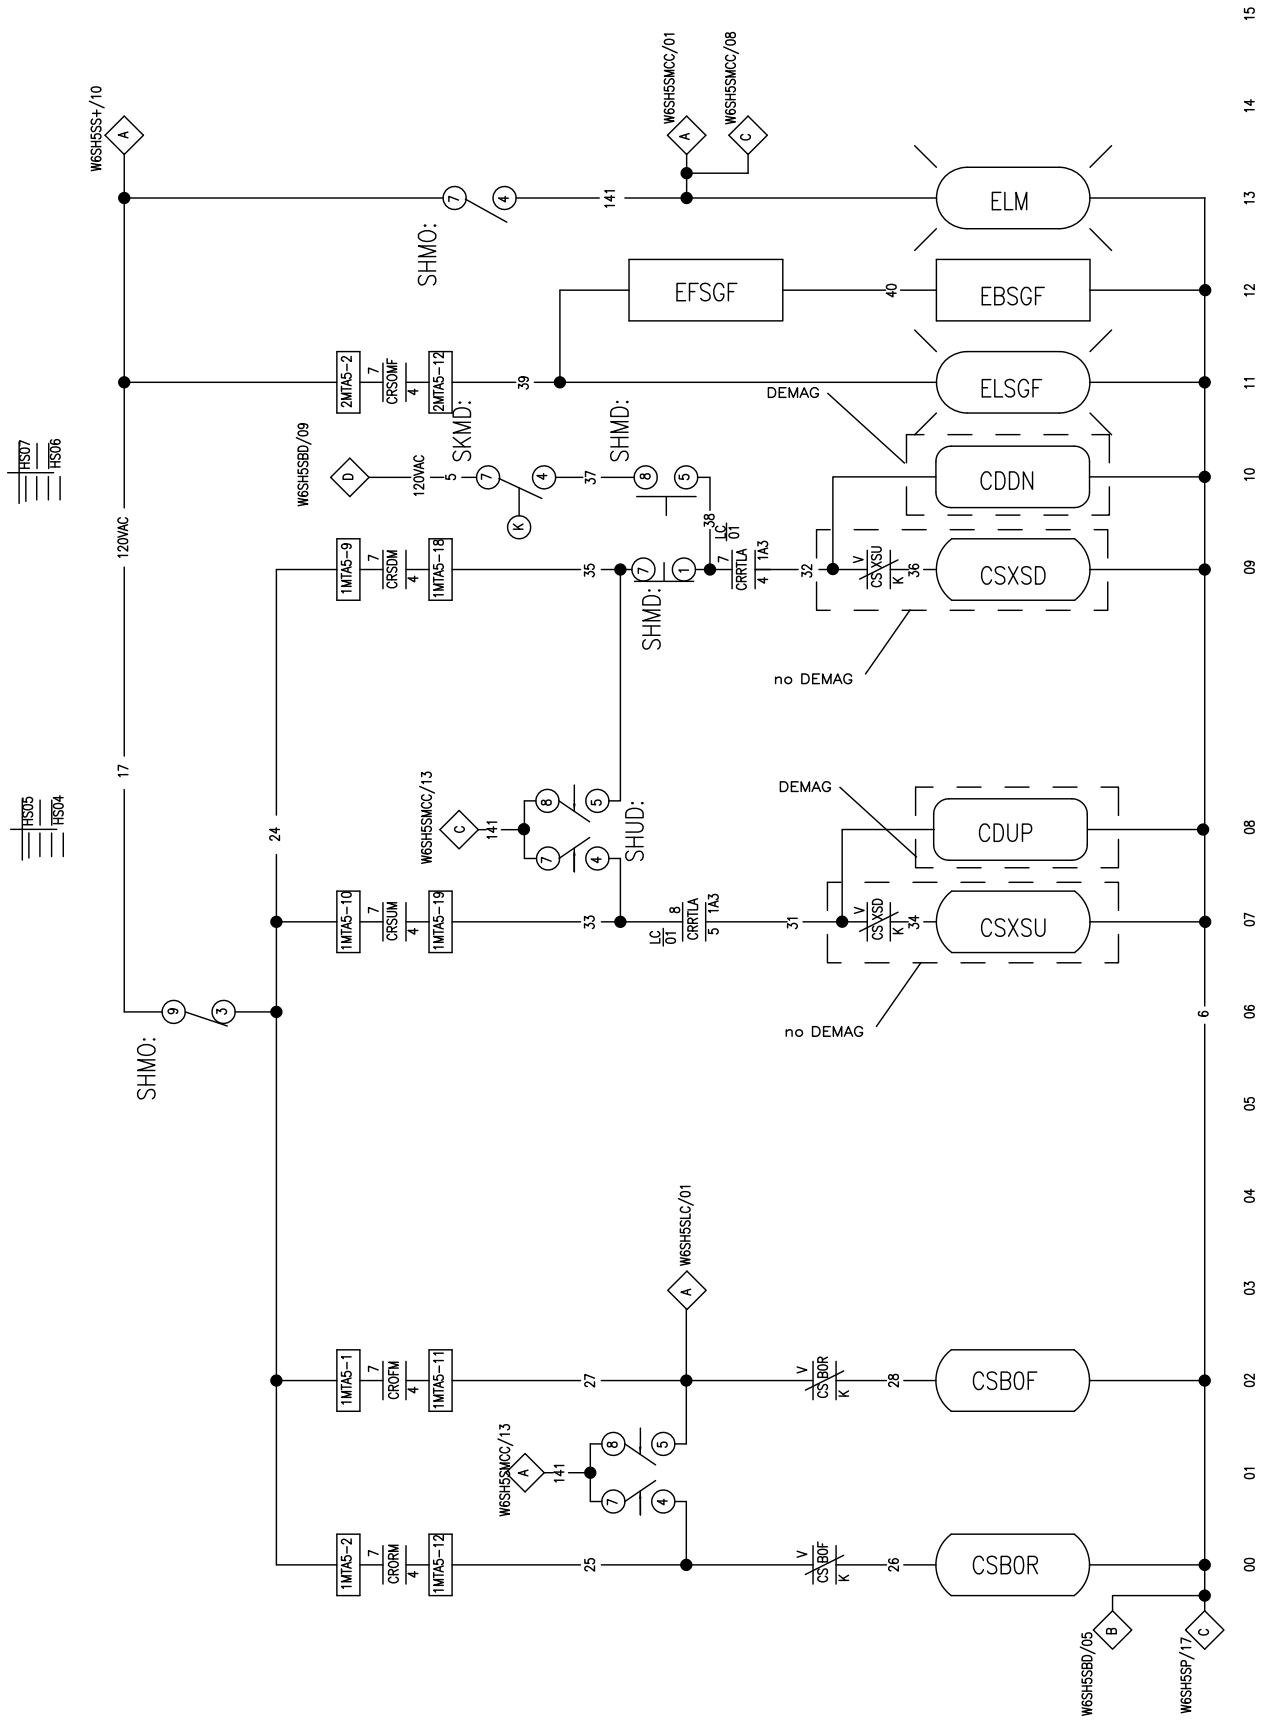 HS05
HS04
HS07
HS06
W6SH5SS+/10
A
17
120VAC
SHMO:
9
3
24
1MTA5-2
7
CRORM
4
1MTA5-12
25
W6SH5SMCC/13
A
141
7
4
8
5
V
CSBOF
K
26
CSBOR
00
1MTA5-1
7
CROFM
4
1MTA5-11
27
A
W6SH5SLC/01
V
CSBOR
K
28
CSBOF
02
01
03
04
05
06
6
W6SH5SBD/05
B
W6SH5SP/17
C
1MTA5-10
7
CRSUM
4
1MTA5-19
33
LC
01
8
CRRTLA
5
1A3
31
V
CSXSD
K
34
CSXSU
no DEMAG
07
W6SH5SMCC/13
C
141
7
4
8
5
SHUD:
DEMAG
CDUP
08
1MTA5-9
7
CRSDM
4
1MTA5-18
35
SHMD:
7
1
38
LC
01
7
CRRTLA
4
1A3
32
V
CSXSU
K
36
CSXSD
no DEMAG
09
W6SH5SBD/09
D
120VAC
5
SKMD:
7
4
K
37
SHMD:
8
5
DEMAG
CDDN
10
2MTA5-2
7
CRSOMF
4
2MTA5-12
39
ELSGF
11
EFSGF
40
EBSGF
12
SHMO:
7
4
141
W6SH5SMCC/01
A
W6SH5SMCC/08
C
ELM
13
14
15